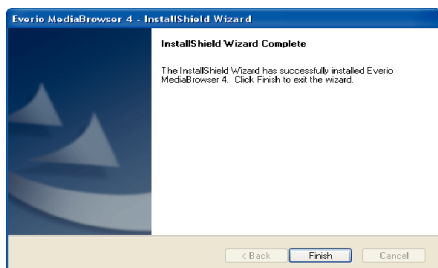 Everio MediaBrowser 4 - InstallShield Wizard
InstallShield Wizard Complete
The InstallShield Wizard has successfully installed Everio
MediaBrowser 4. Click Finish to exit the wizard.
< Back
Finish
Cancel